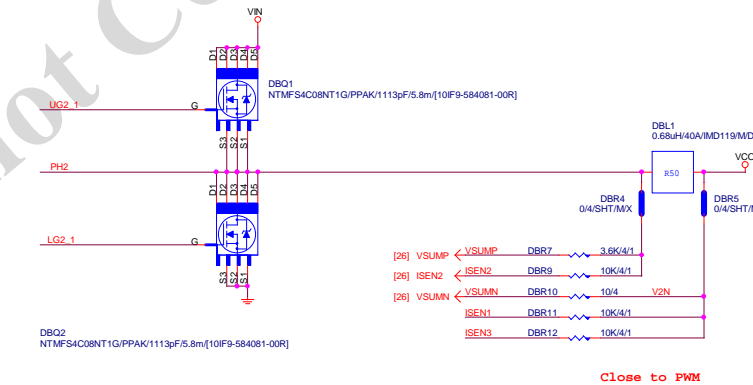 not Co
VIN
D1 D2 D3 D4 D5
DBQ1
NTMFS4C08NT1G/PPAK/1113pF/5.8m/[10IF9-584081-00R]
UG2_1
G
S3 S2 S1
DBL1
0.68uH/40A/IMD119/M/D
VCC
R50
PH2
D1 D2 D3 D4 D5
DBR4
0/4/SHT/M/X
DBR5
0/4/SHT/M
LG2_1
G
S3 S2 S1
[26] VSUMP VSUMP DBR7 3.6K/4/1
[26] ISEN2 ISEN2 DBR9 10K/4/1
[26] VSUMN VSUMN DBR10 10/4 V2N
ISEN1 DBR11 10K/4/1
ISEN3 DBR12 10K/4/1
DBQ2
NTMFS4C08NT1G/PPAK/1113pF/5.8m/[10IF9-584081-00R]
Close to PWM